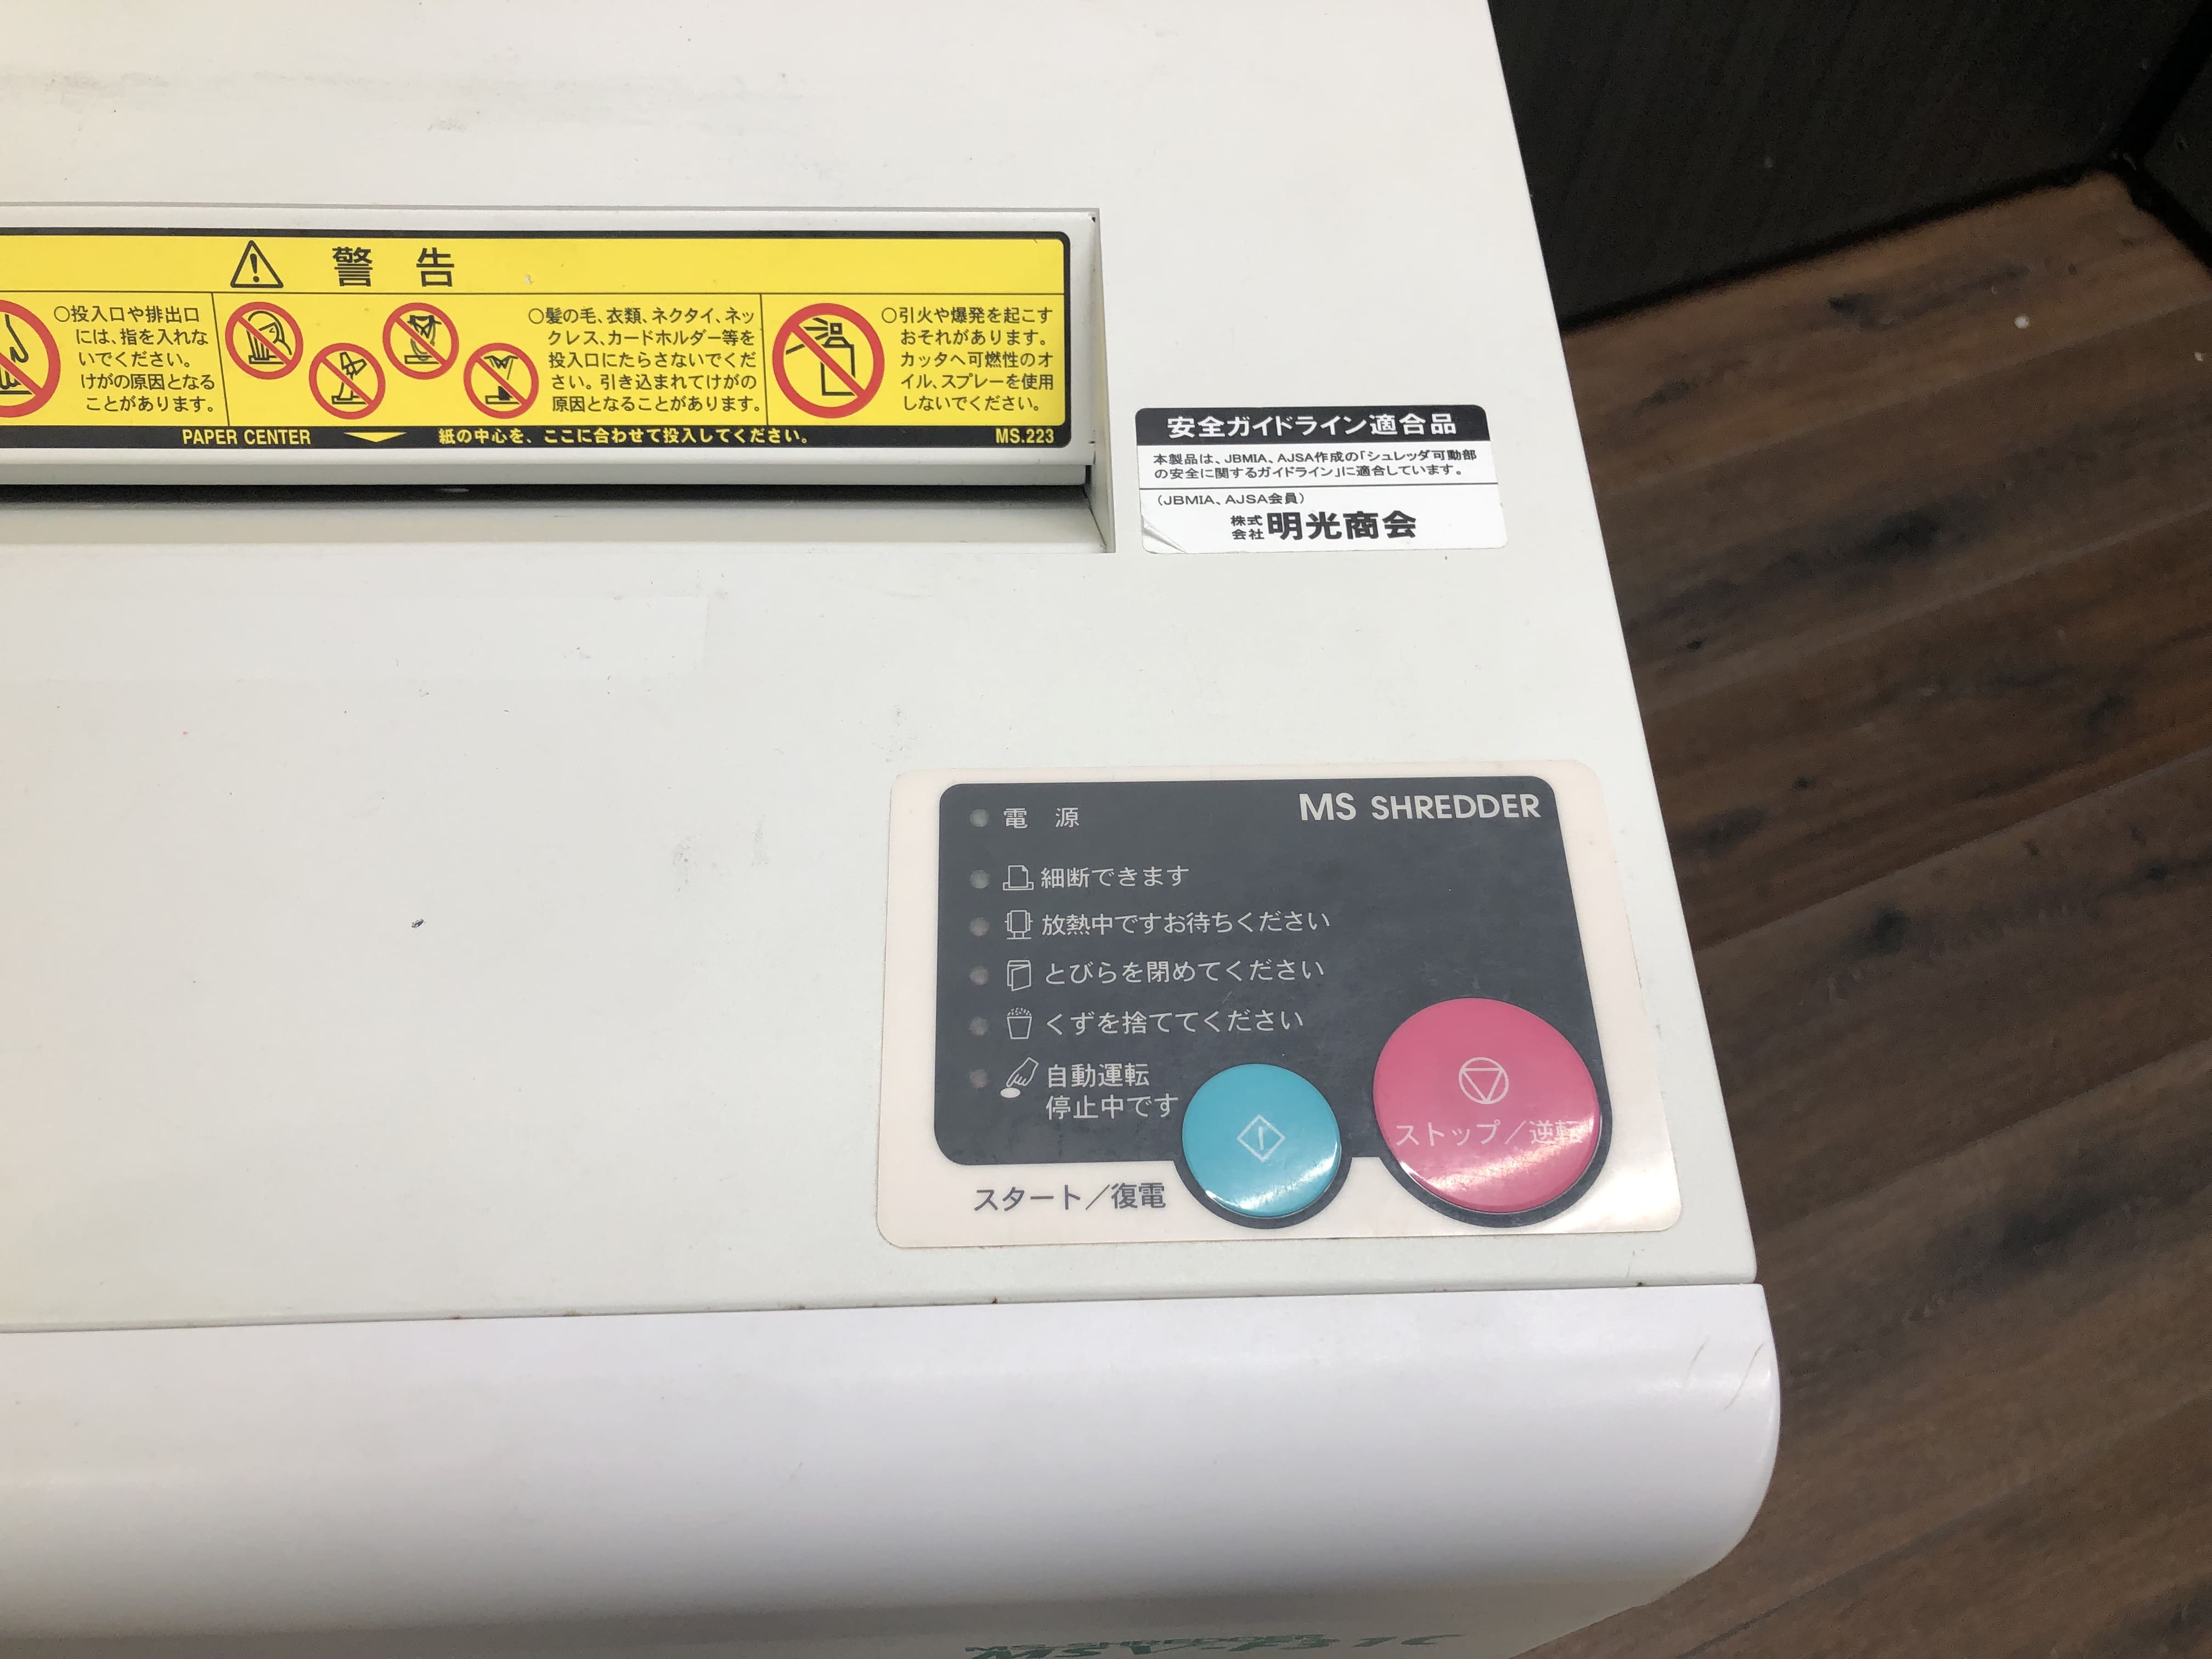 警 告
○投入口や排出口
には、指を入れな
いでください。
けがの原因となる
ことがあります。
○髪の毛、衣類、ネクタイ、ネッ
クレス、カードホルダー等を
投入口にたらさないでくだ
さい。引き込まれてけがの
原因となることがあります。
○引火や爆発を起こす
おそれがあります。
カッタへ可燃性のオ
イル、スプレーを使用
しないでください。
PAPER CENTER 紙の中心を、ここに合わせて投入してください。 MS.223
安全ガイドライン適合品
本製品は、JBMIA、AJSA作成の「シュレッダ可動部
の安全に関するガイドライン」に適合しています。
(JBMIA、AJSA会員)
株式会社 明光商会
MS SHREDDER
電 源
細断できます
放熱中ですお待ちください
とびらを閉めてください
くずを捨ててください
自動運転
停止中です
ストップ/逆転
スタート/復電